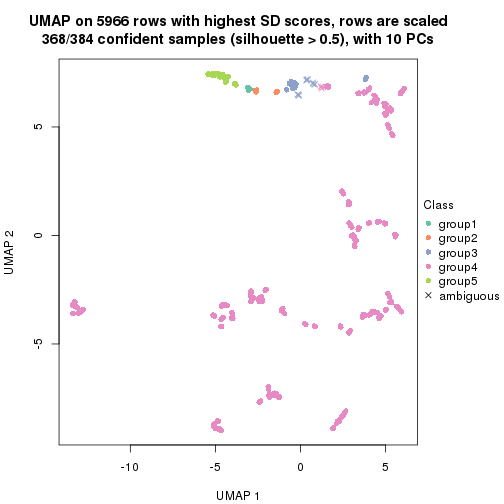 UMAP on 5966 rows with highest SD scores, rows are scaled
368/384 confident samples (silhouette > 0.5), with 10 PCs
5
0
-5
UMAP 2
-10
-5
0
5
UMAP 1
Class
group1
group2
group3
group4
group5
ambiguous